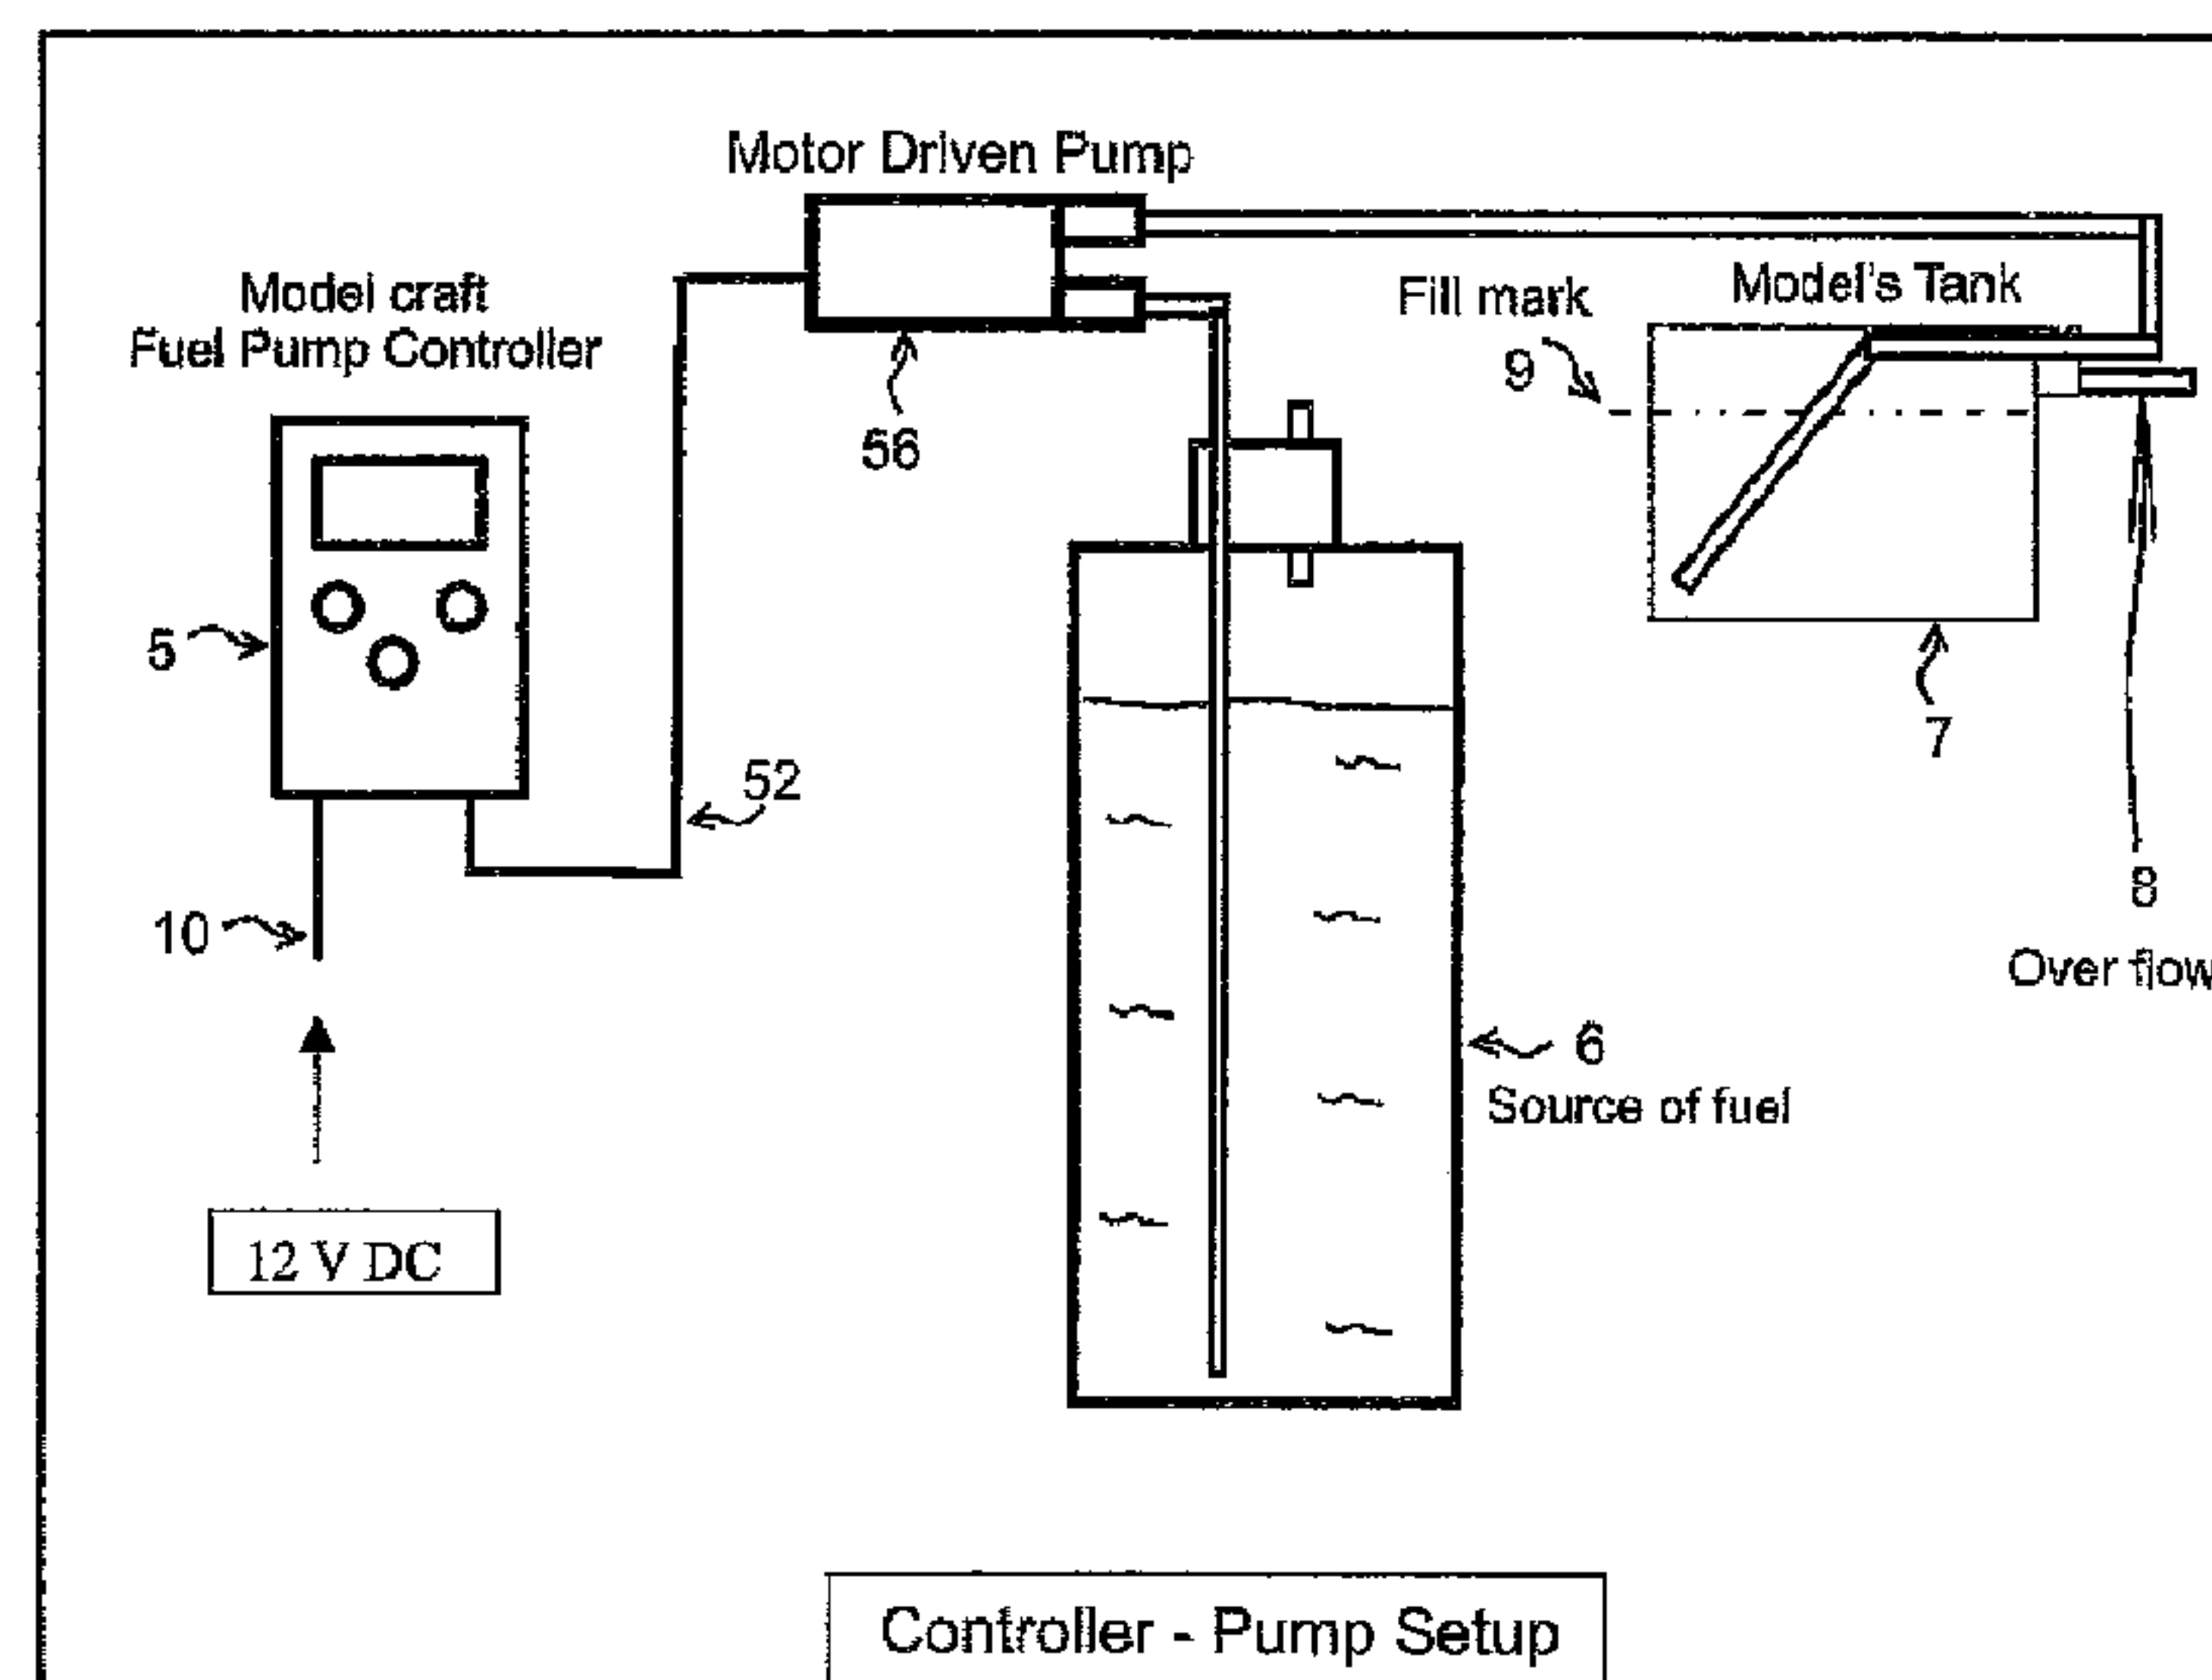 Motor Driven Pump
Model craft
Fuel Pump Controller
Fill mark
Model's Tank
9
56
5
52
7
8
10
Over flow
6
Source of fuel
12 V DC
Controller - Pump Setup